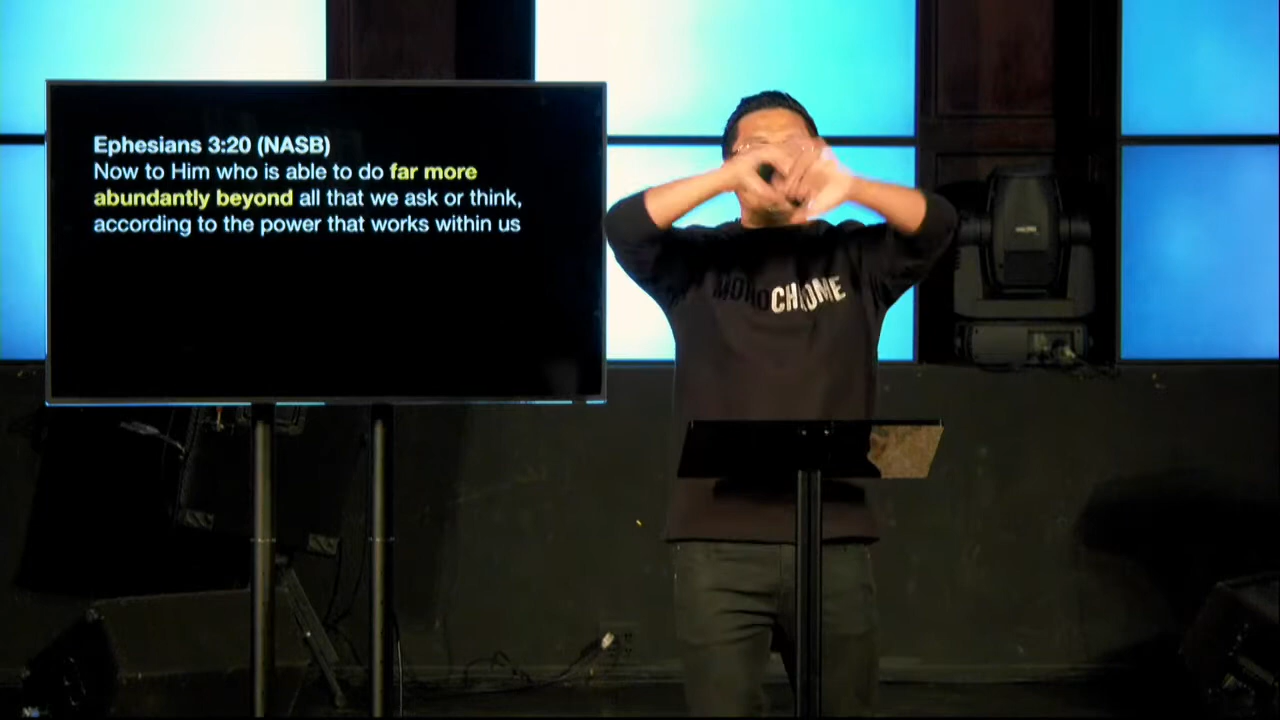 Ephesians 3:20 (NASB)
Now to Him who is able to do far more
abundantly beyond all that we ask or think,
according to the power that works within us
MONOCHROME